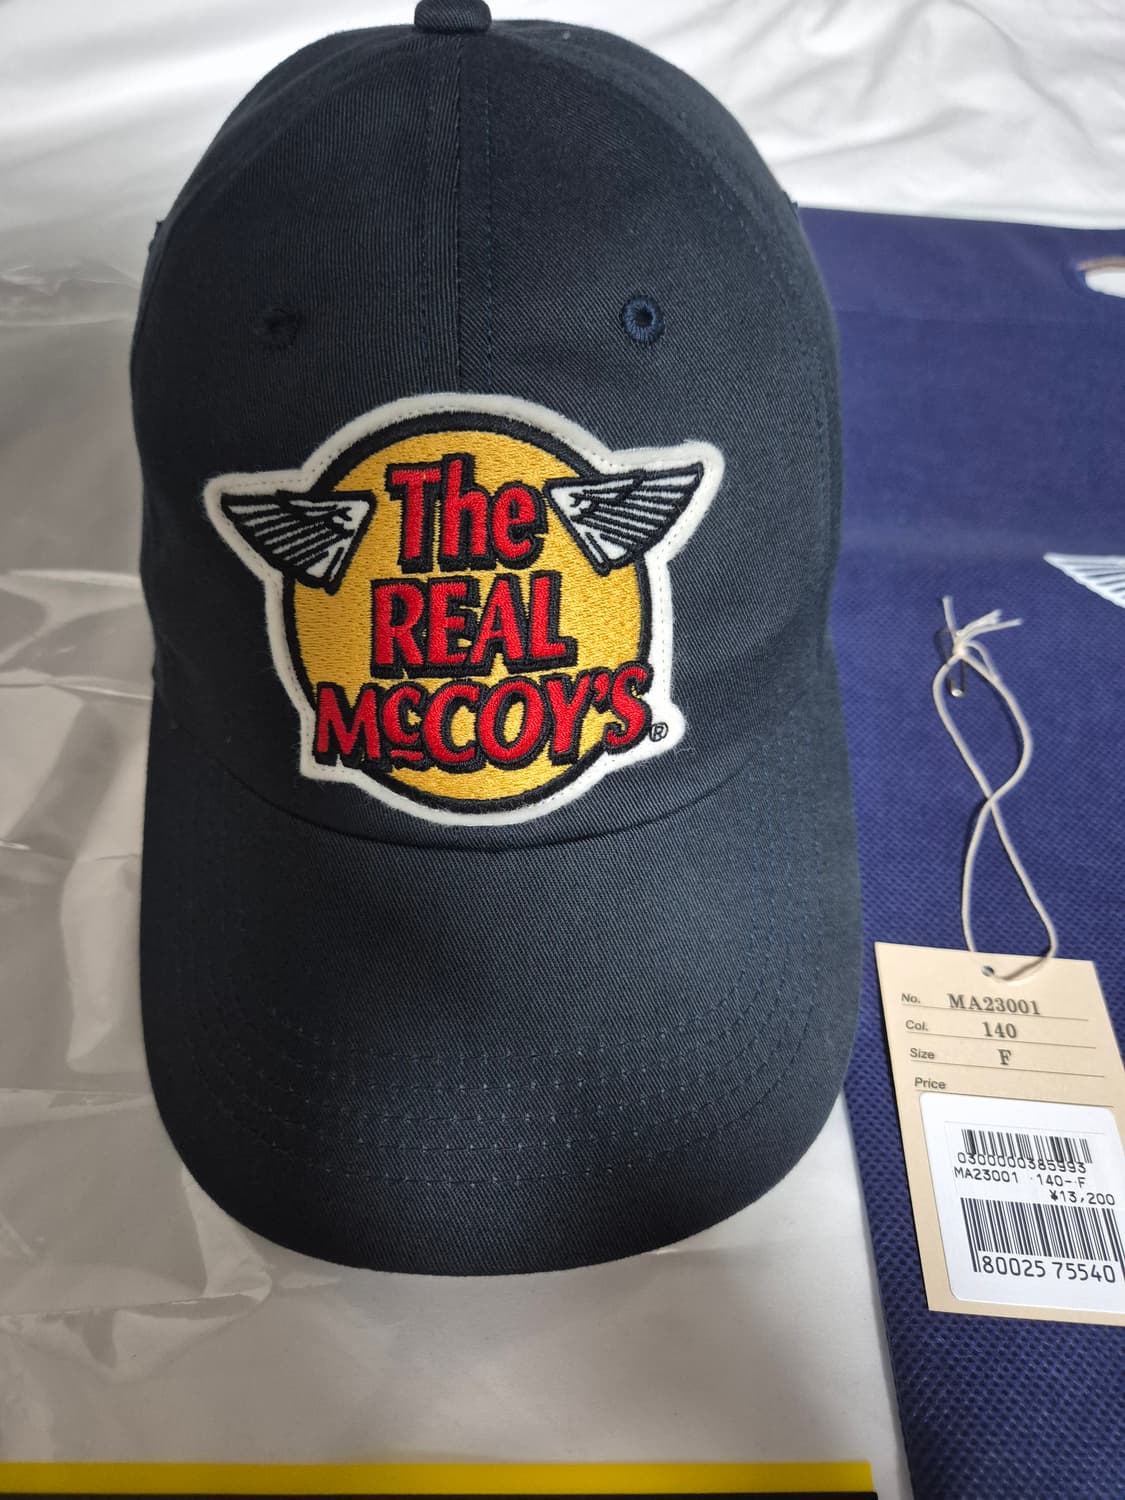 The
REAL
McCOY'S®
No. MA23001
Col. 140
Size F
Price
0300000385993
MA23001 140- F
¥13,200
80025 75540